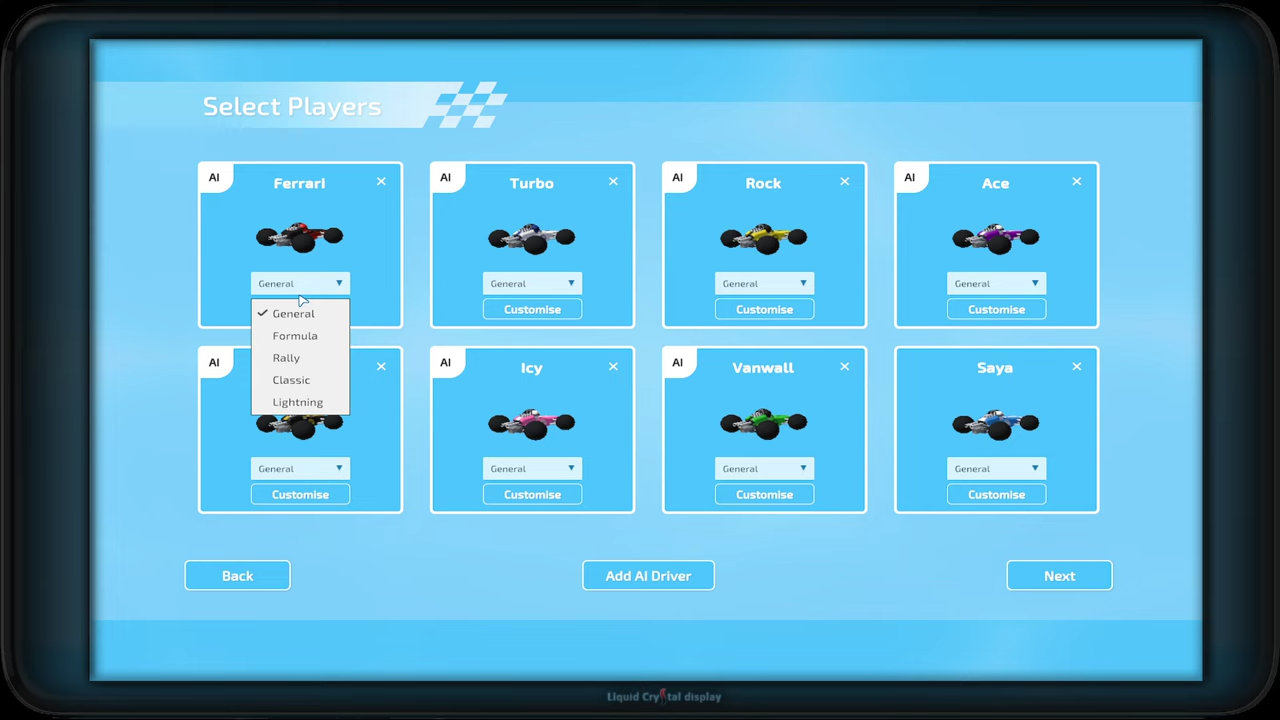 Select Players
AI
Ferrari
×
General
General
Formula
Rally
Classic
Lightning
AI
Turbo
×
General
Customise
AI
Rock
×
General
Customise
AI
Ace
×
General
Customise
AI
×
General
Customise
AI
Icy
×
General
Customise
AI
Vanwall
×
General
Customise
Saya
×
General
Customise
Back
Add AI Driver
Next
Liquid Crystal display